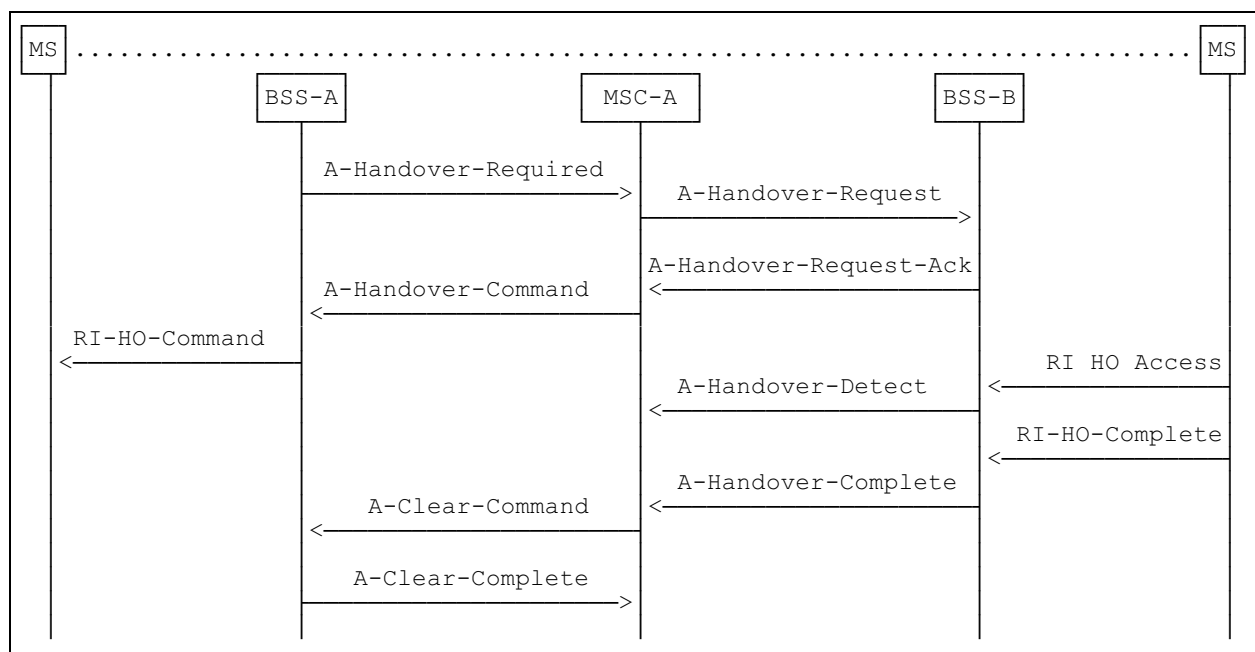 MS MS
BSS-A MSC-A BSS-B
A-Handover-Required
A-Handover-Request
A-Handover-Request-Ack
A-Handover-Command
RI-HO-Command
RI HO Access
A-Handover-Detect
RI-HO-Complete
A-Handover-Complete
A-Clear-Command
A-Clear-Complete